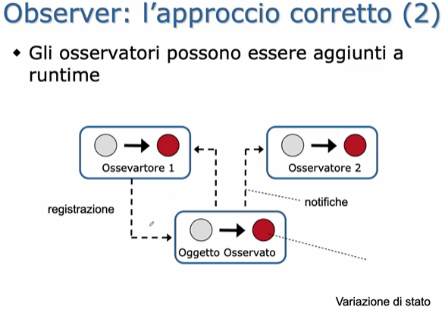 Observer: l'approccio corretto (2)
Gli osservatori possono essere aggiunti a
runtime
Ossevartore 1
Osservatore 2
registrazione
notifiche
Oggetto Osservato
Variazione di stato